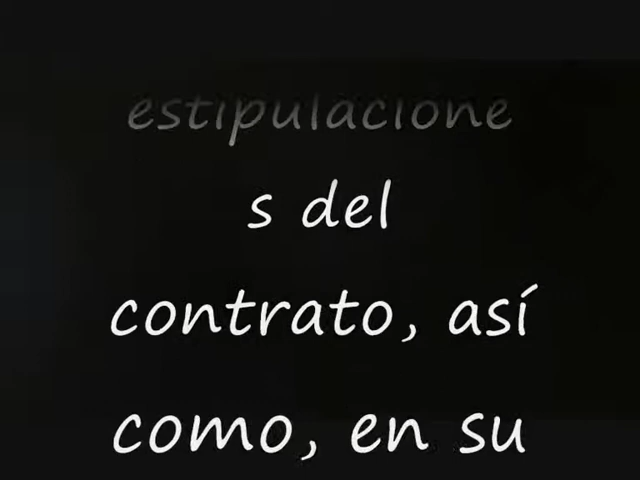 estipulacione
s del
contrato, así
como, en su